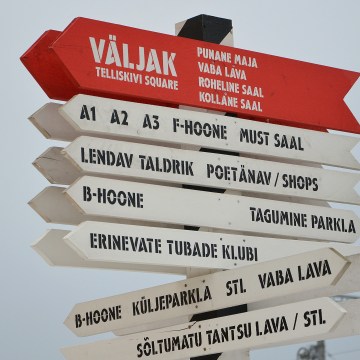 VÄLJAK
TELLISKIVI SQUARE
PUNANE MAJA
VABA LAVA
ROHELINE SAAL
KOLLANE SAAL
A1 A2 A3 F-HOONE MUST SAAL
LENDAV TALDRIK POETÄNAV / SHOPS
B-HOONE TAGUMINE PARKLA
ERINEVATE TUBADE KLUBI
B-HOONE KÜLJEPARKLA STL VABA LAVA
SÕLTUMATU TANTSU LAVA / STL